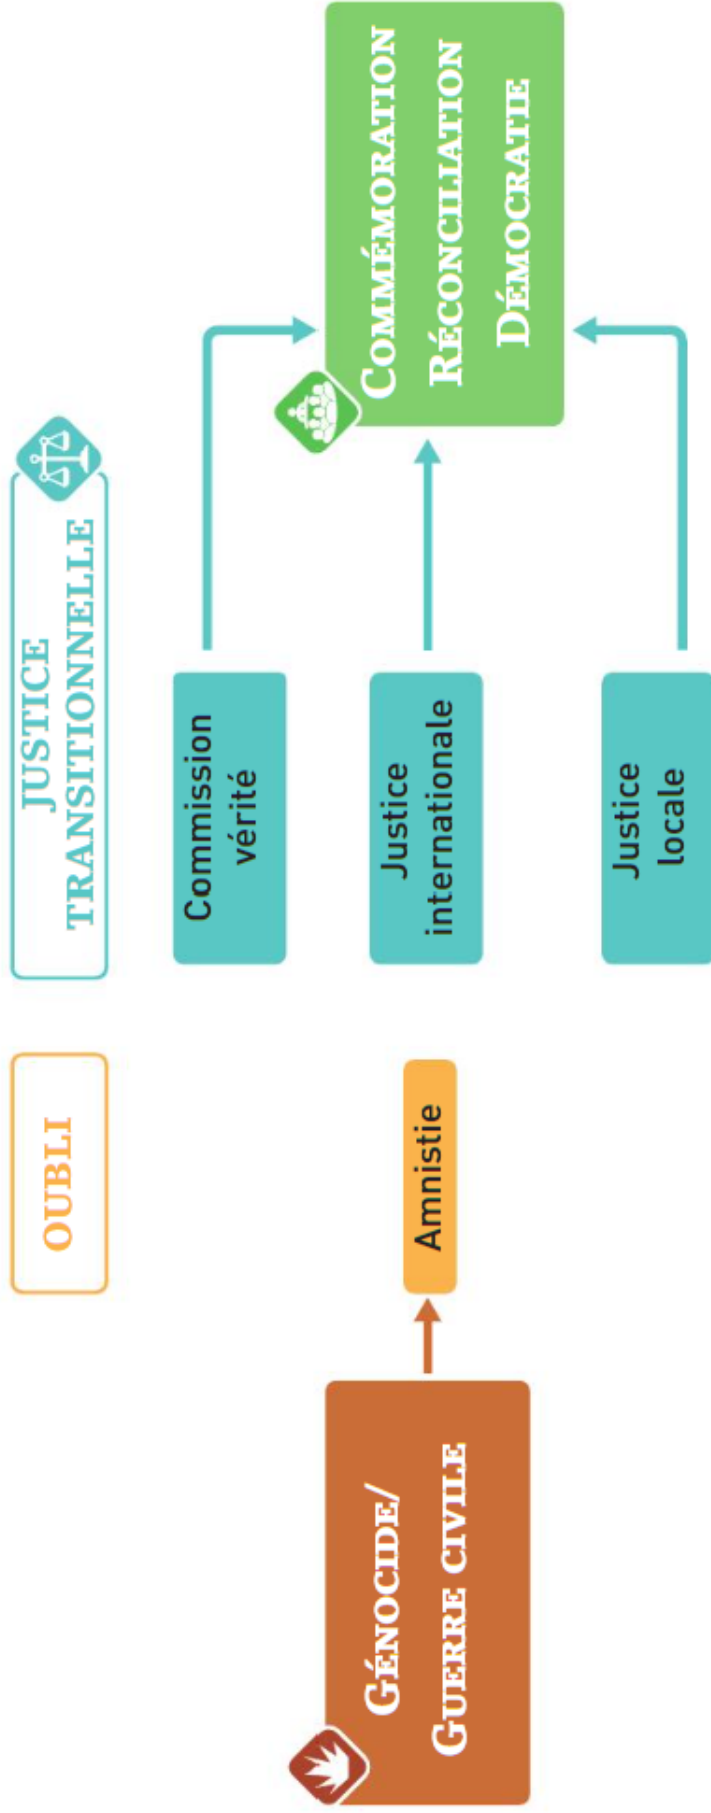 OUBLI
JUSTICE
TRANSITIONNELLE
GÉNOCIDE/
GUERRE CIVILE
Amnistie
Commission
vérité
Justice
internationale
Justice
locale
COMMÉMORATION
RÉCONCILIATION
DÉMOCRATIE